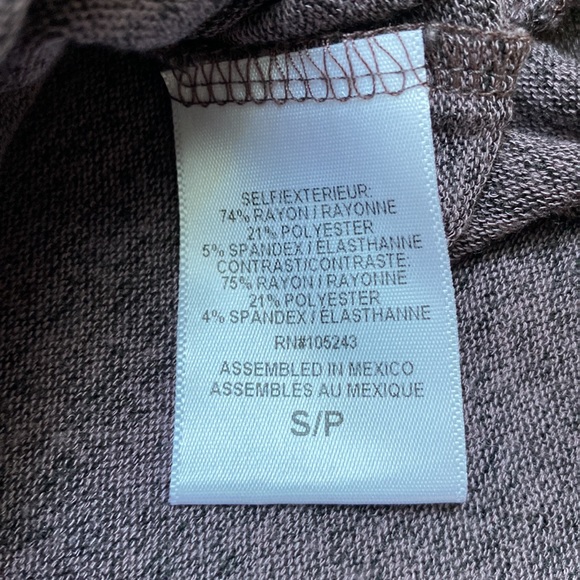 SELF/EXTERIEUR:
74% RAYON / RAYONNE
21% POLYESTER
5% SPANDEX / ÉLASTHANNE
CONTRAST/CONTRASTE:
75% RAYON / RAYONNE
21% POLYESTER
4% SPANDEX / ÉLASTHANNE
RN#105243
ASSEMBLED IN MEXICO
ASSEMBLÉS AU MEXIQUE
S/P